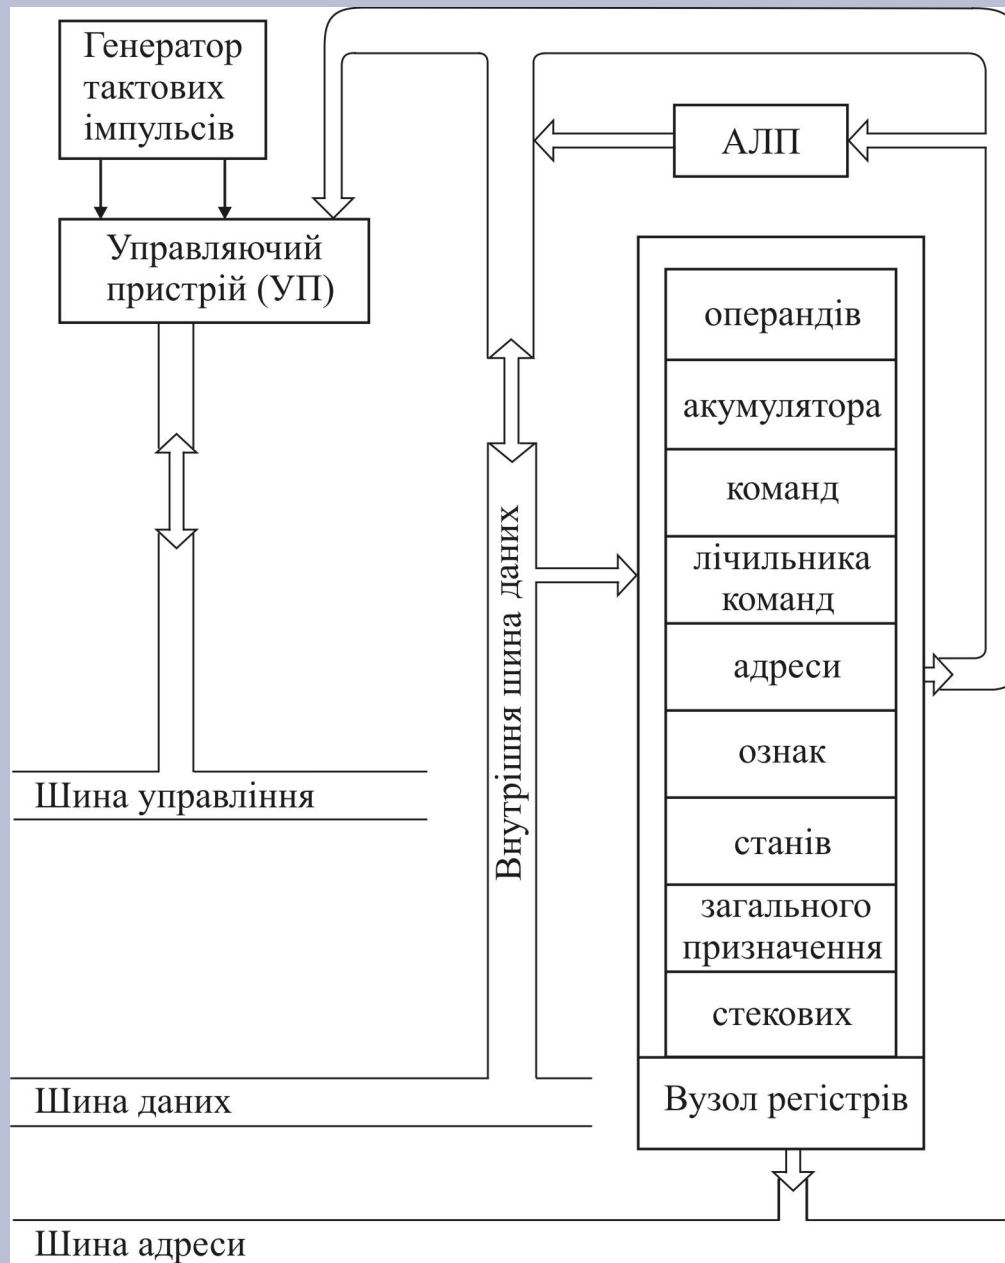 Генератор
тактових
імпульсів
АЛП
Управляючий
пристрій (УП)
операндів
акумулятора
команд
лічильника
команд
адреси
ознак
станів
загального
призначення
стекових
Вузол регістрів
Внутрішня шина даних
Шина управління
Шина даних
Шина адреси